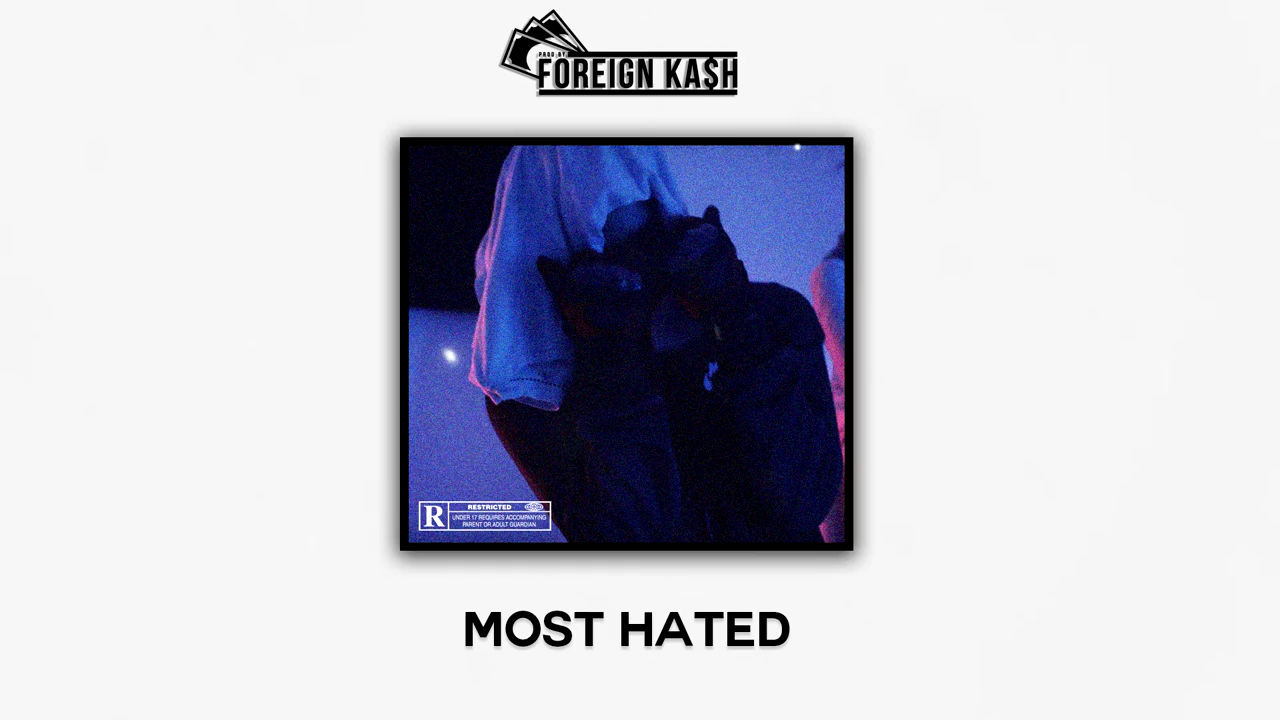 PROD BY
FOREIGN KA$H
R
RESTRICTED
UNDER 17 REQUIRES ACCOMPANYING
PARENT OR ADULT GUARDIAN
MOST HATED